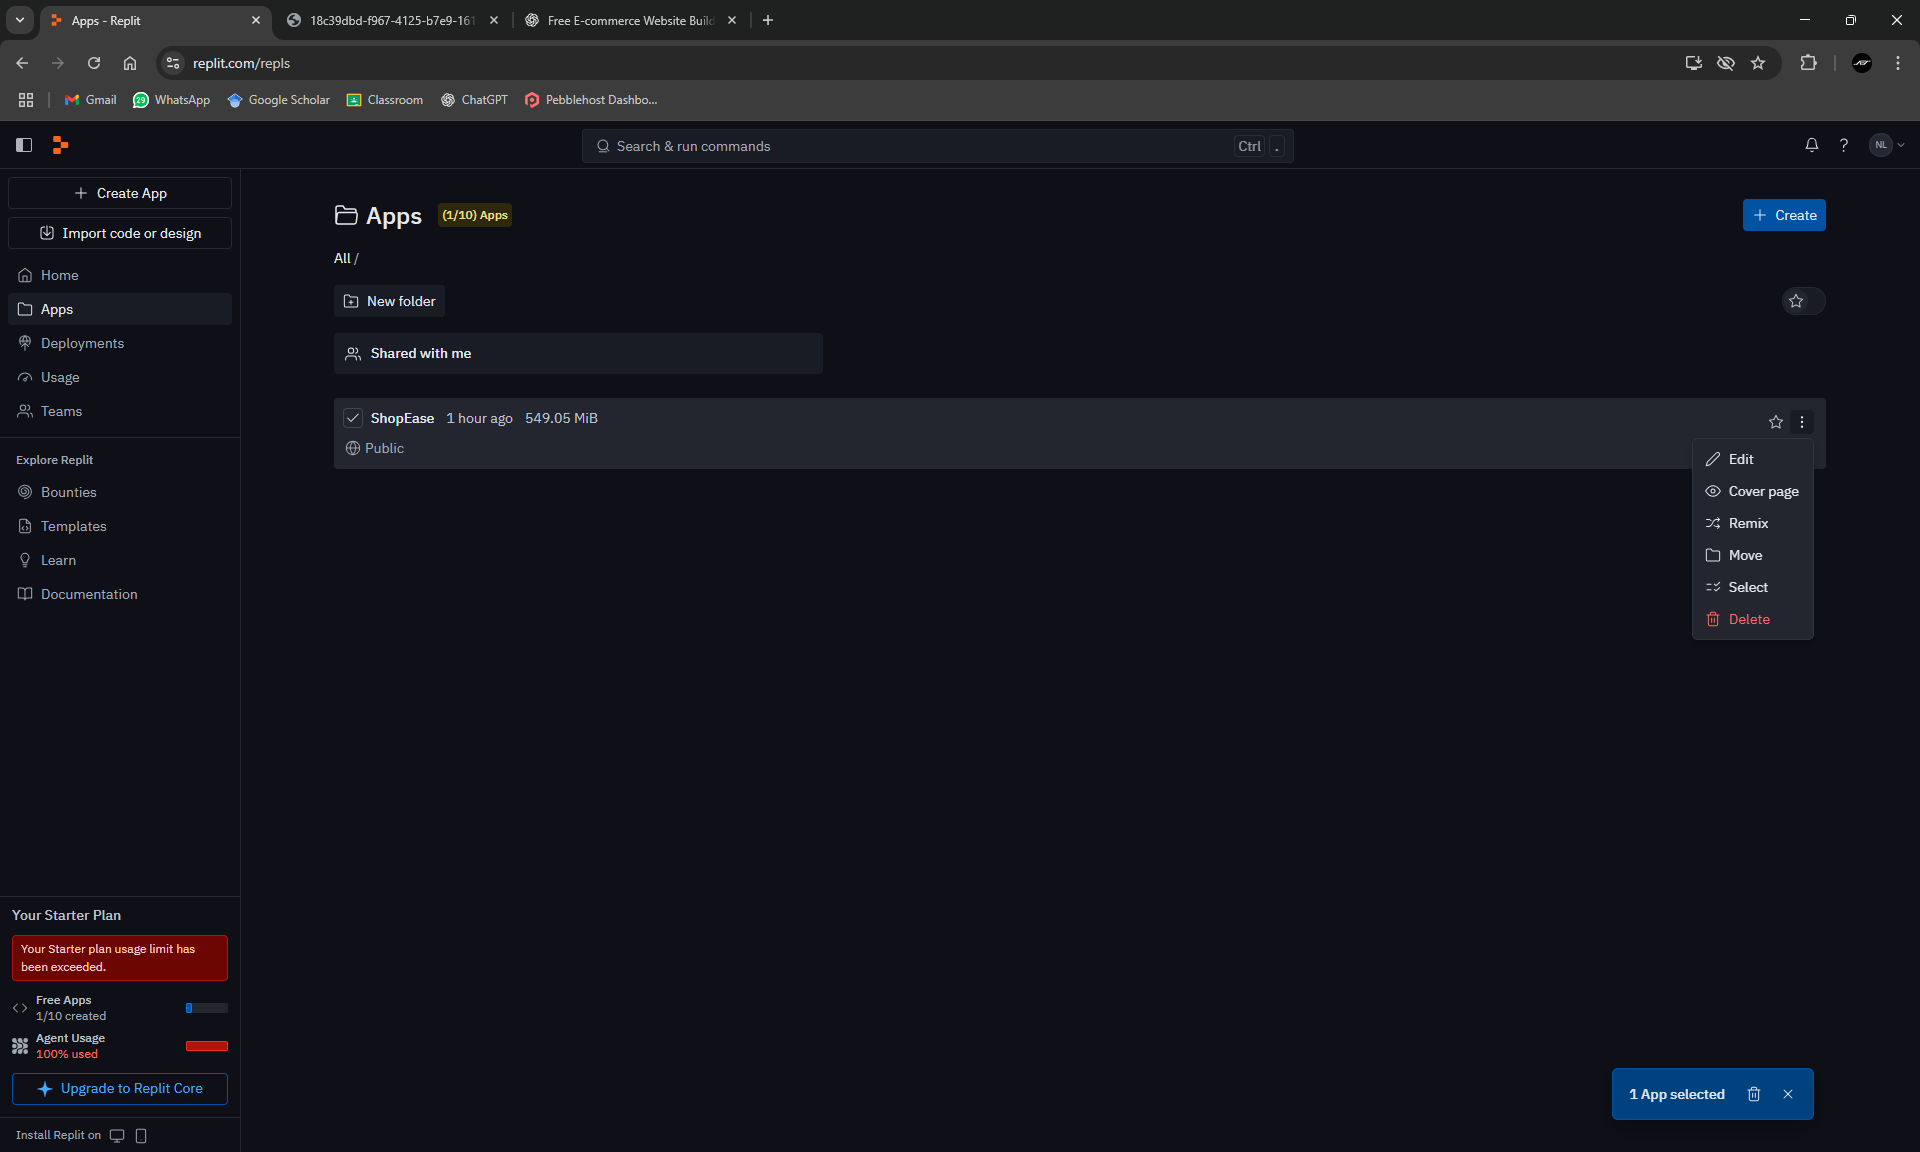 Apps - Replit
18c39dbd-f967-4125-b7e9-161
Free E-commerce Website Build
replit.com/repls
Gmail
29
WhatsApp
Google Scholar
Classroom
ChatGPT
Pebblehost Dashbo...
Search & run commands
Ctrl .
?
NL
Create App
Import code or design
Home
Apps
Deployments
Usage
Teams
Explore Replit
Bounties
Templates
Learn
Documentation
Apps (1/10) Apps
Create
All /
New folder
Shared with me
ShopEase 1 hour ago 549.05 MiB
Public
Edit
Cover page
Remix
Move
Select
Delete
Your Starter Plan
Your Starter plan usage limit has
been exceeded.
Free Apps
1/10 created
Agent Usage
100% used
Upgrade to Replit Core
Install Replit on
1 App selected